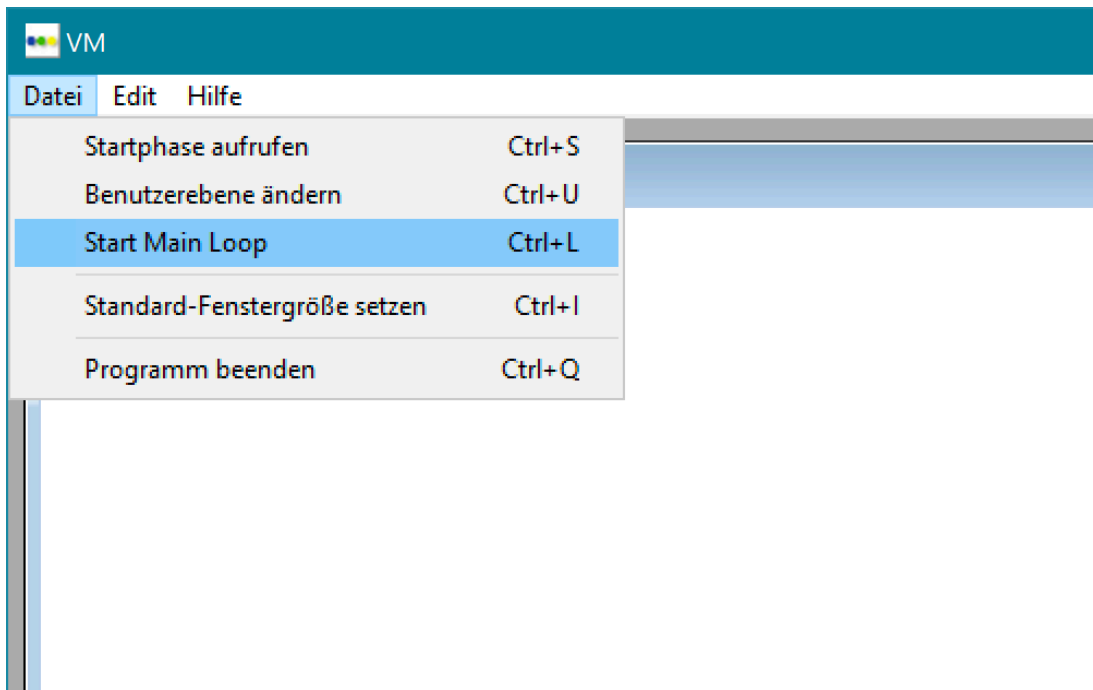 VM
Datei Edit Hilfe
Startphase aufrufen Ctrl+S
Benutzerebene ändern Ctrl+U
Start Main Loop Ctrl+L
Standard-Fenstergröße setzen Ctrl+I
Programm beenden Ctrl+Q